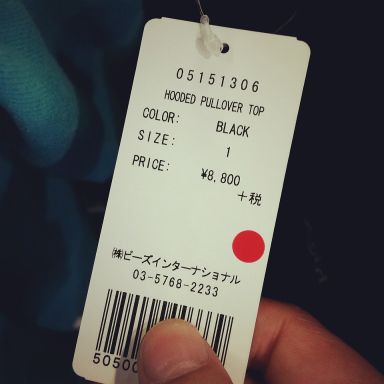 05151306
HOODED PULLOVER TOP
COLOR: BLACK
SIZE: 1
PRICE: ¥8,800
+税
㈱ビーズインターナショナル
03-5768-2233